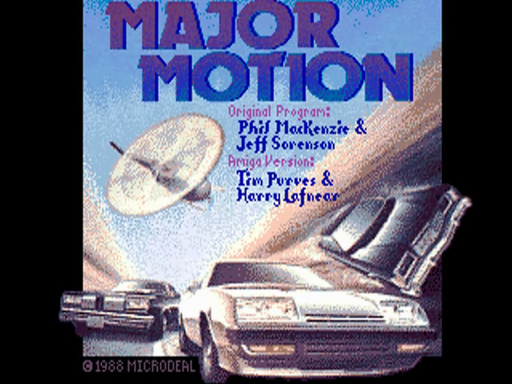 MAJOR
MOTION
Original Program:
Phil MacKenzie &
Jeff Sorenson
Amiga Version:
Tim Purves &
Harry Lafnear
© 1988 MICRODEAL